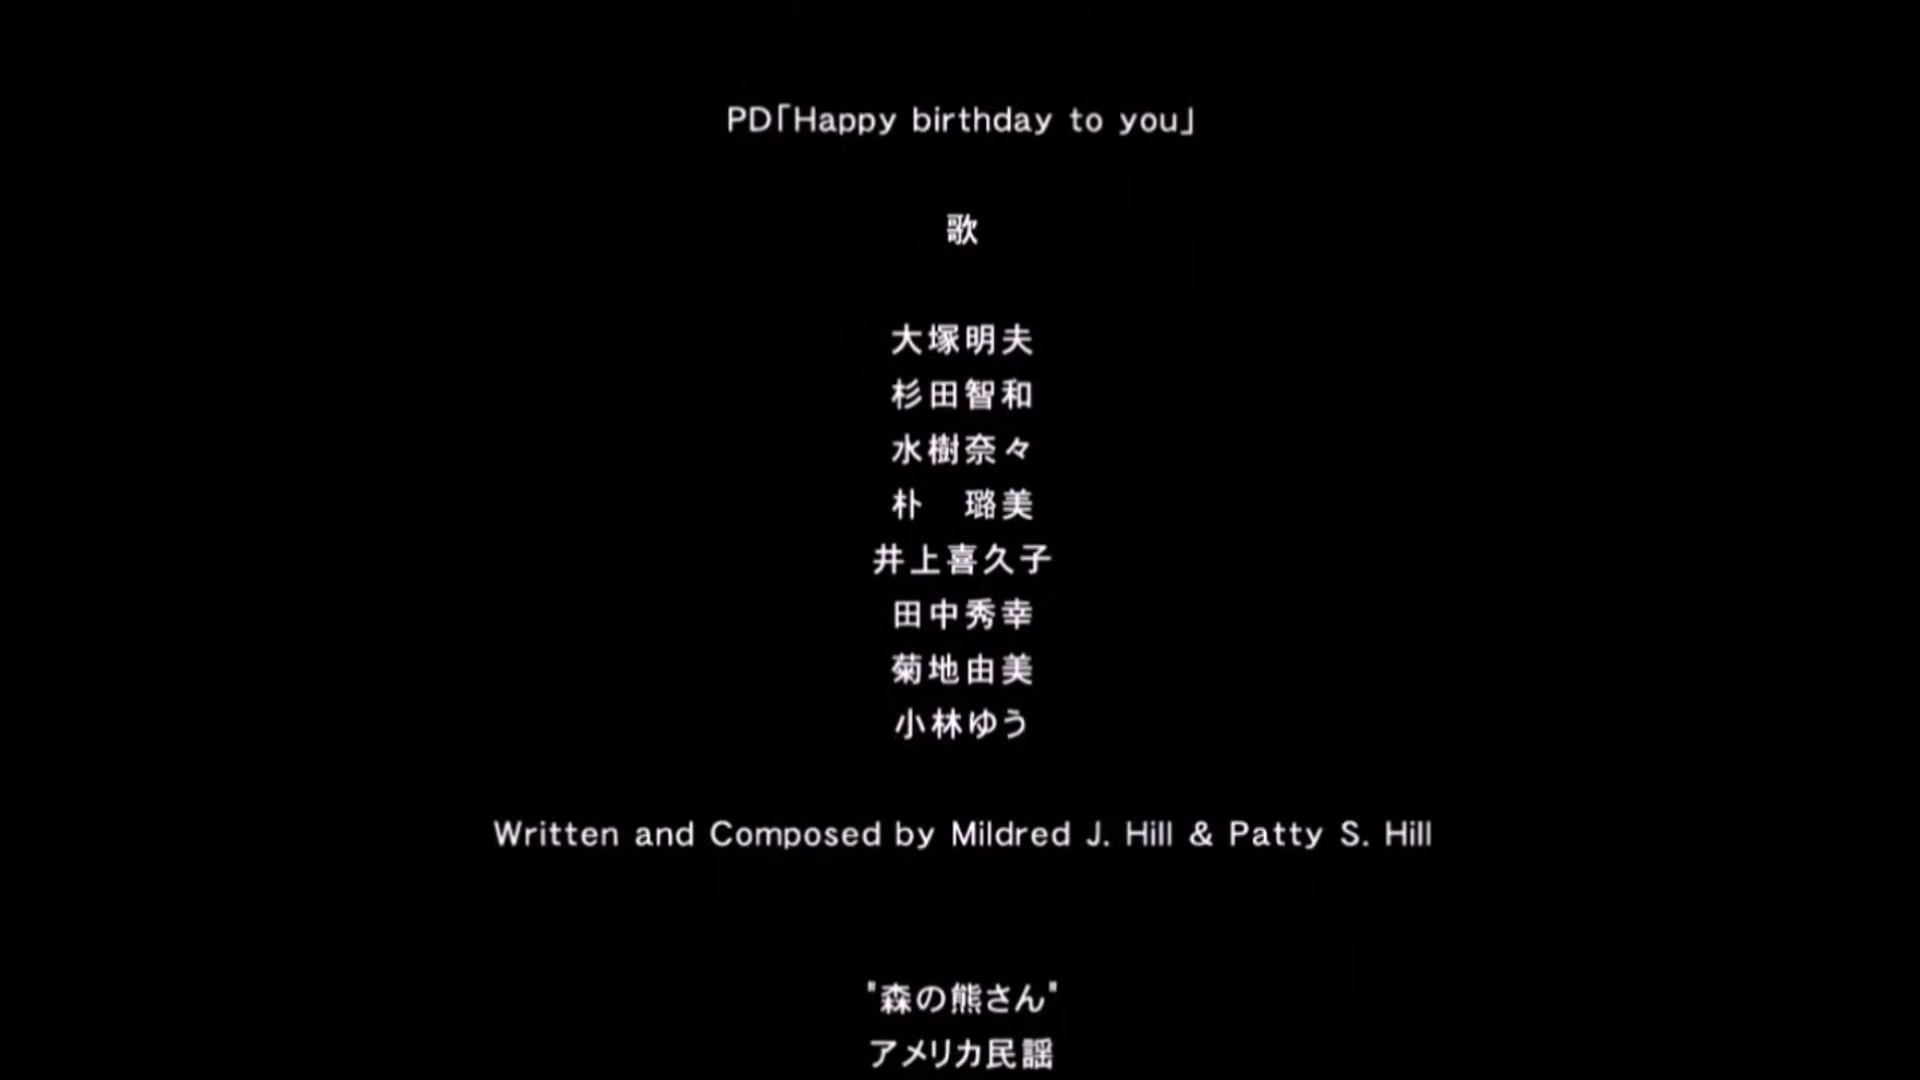 PD「Happy birthday to you」
歌
大塚明夫
杉田智和
水樹奈々
朴　璐美
井上喜久子
田中秀幸
菊地由美
小林ゆう
Written and Composed by Mildred J. Hill & Patty S. Hill
"森の熊さん"
アメリカ民謡